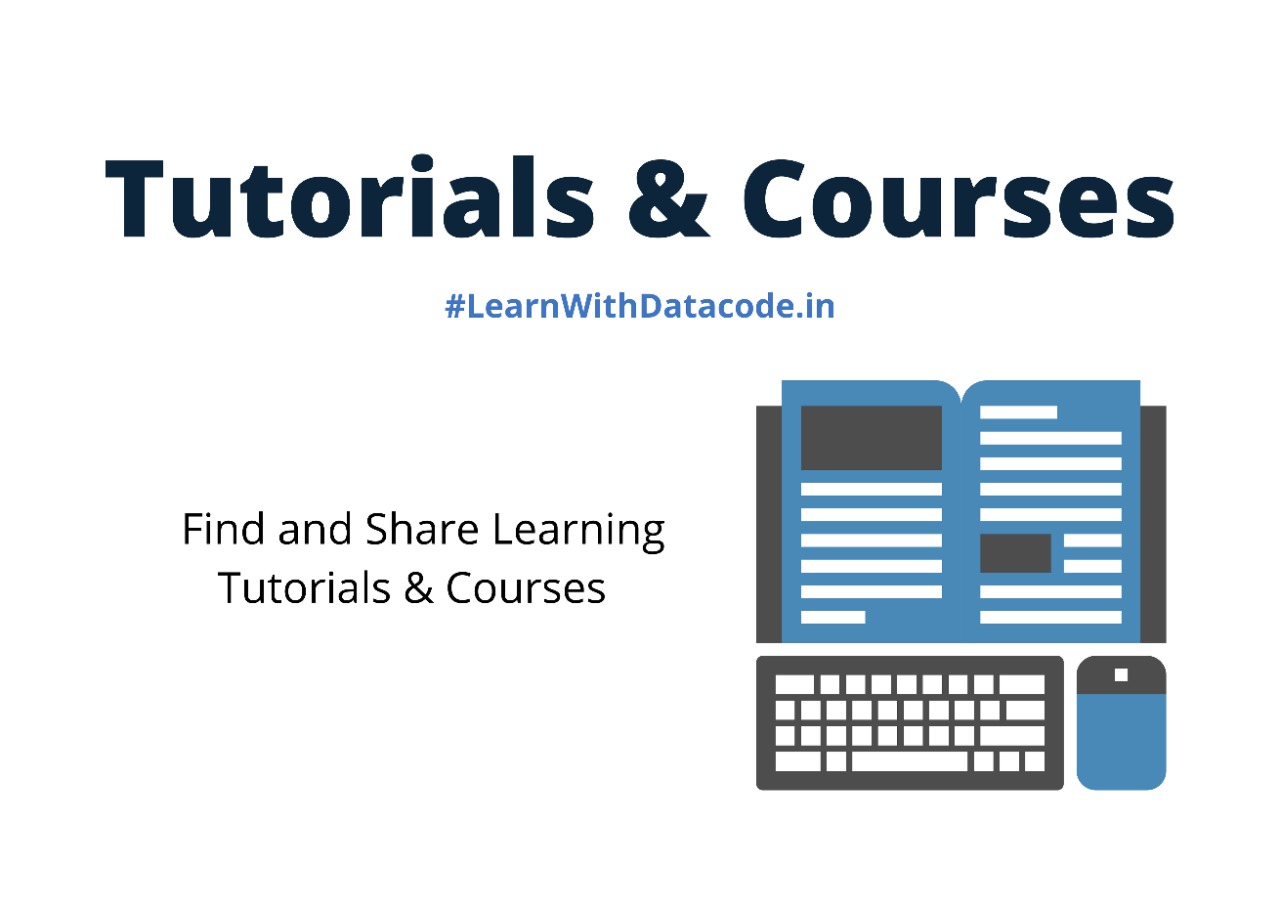 Tutorials & Courses
#LearnWithDatacode.in
Find and Share Learning
Tutorials & Courses